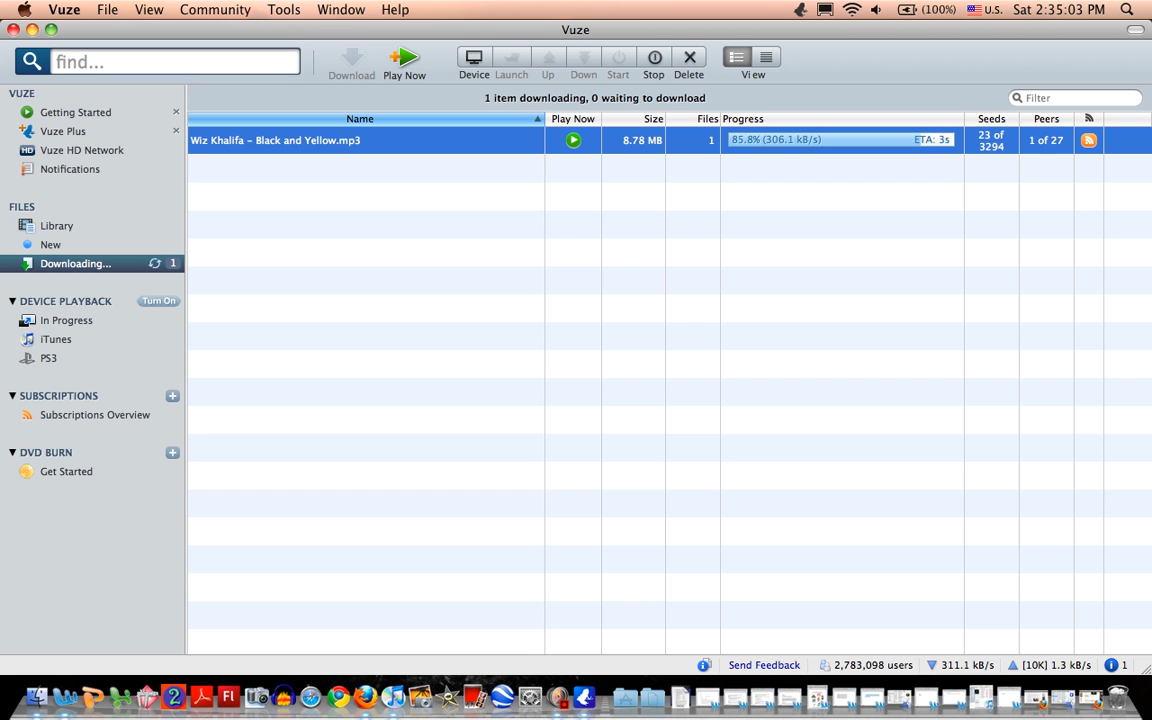 Vuze File View Community Tools Window Help (100%) U.S. Sat 2:35:03 PM
Vuze
find...
Download Play Now Device Launch Up Down Start Stop Delete View
VUZE
1 item downloading, 0 waiting to download
Filter
Getting Started
Vuze Plus
HD Vuze HD Network
Notifications
FILES
Library
New
Downloading... 1
DEVICE PLAYBACK Turn On
In Progress
iTunes
PS3
SUBSCRIPTIONS
Subscriptions Overview
DVD BURN
Get Started
Name Play Now Size Files Progress Seeds Peers
Wiz Khalifa - Black and Yellow.mp3 8.78 MB 1 85.8% (306.1 kB/s) ETA: 3s 23 of 3294 1 of 27
Send Feedback 2,783,098 users 311.1 kB/s [10K] 1.3 kB/s 1
2 Fl